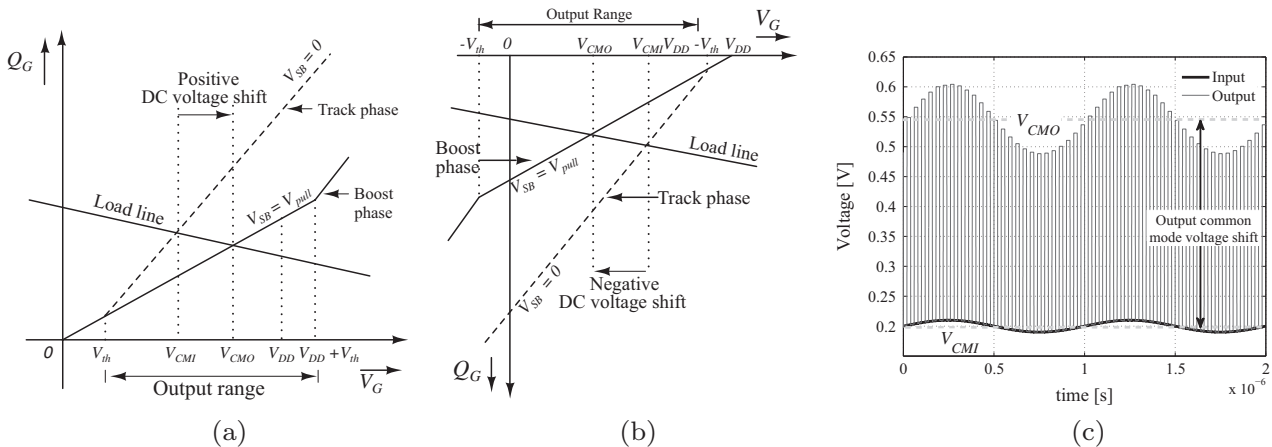 Q_G
V_SB = 0
Positive
DC voltage shift
Track phase
Boost
phase
V_SB = V_pull
Load line
0
V_th
V_CMI
V_CMO
V_DD
V_DD + V_th
V_G
Output range
(a)
Output Range
V_G
-V_th
0
V_CMO
V_CMI
V_DD
-V_th
V_DD
Load line
Boost
phase
V_SB = V_pull
Track phase
V_SB = 0
Negative
DC voltage shift
Q_G
(b)
0.65
0.6
0.55
0.5
0.45
0.4
0.35
0.3
0.25
0.2
Voltage [V]
Input
Output
V_CMO
Output common
mode voltage shift
V_CMI
0
0.5
1
1.5
2
x 10^-6
time [s]
(c)